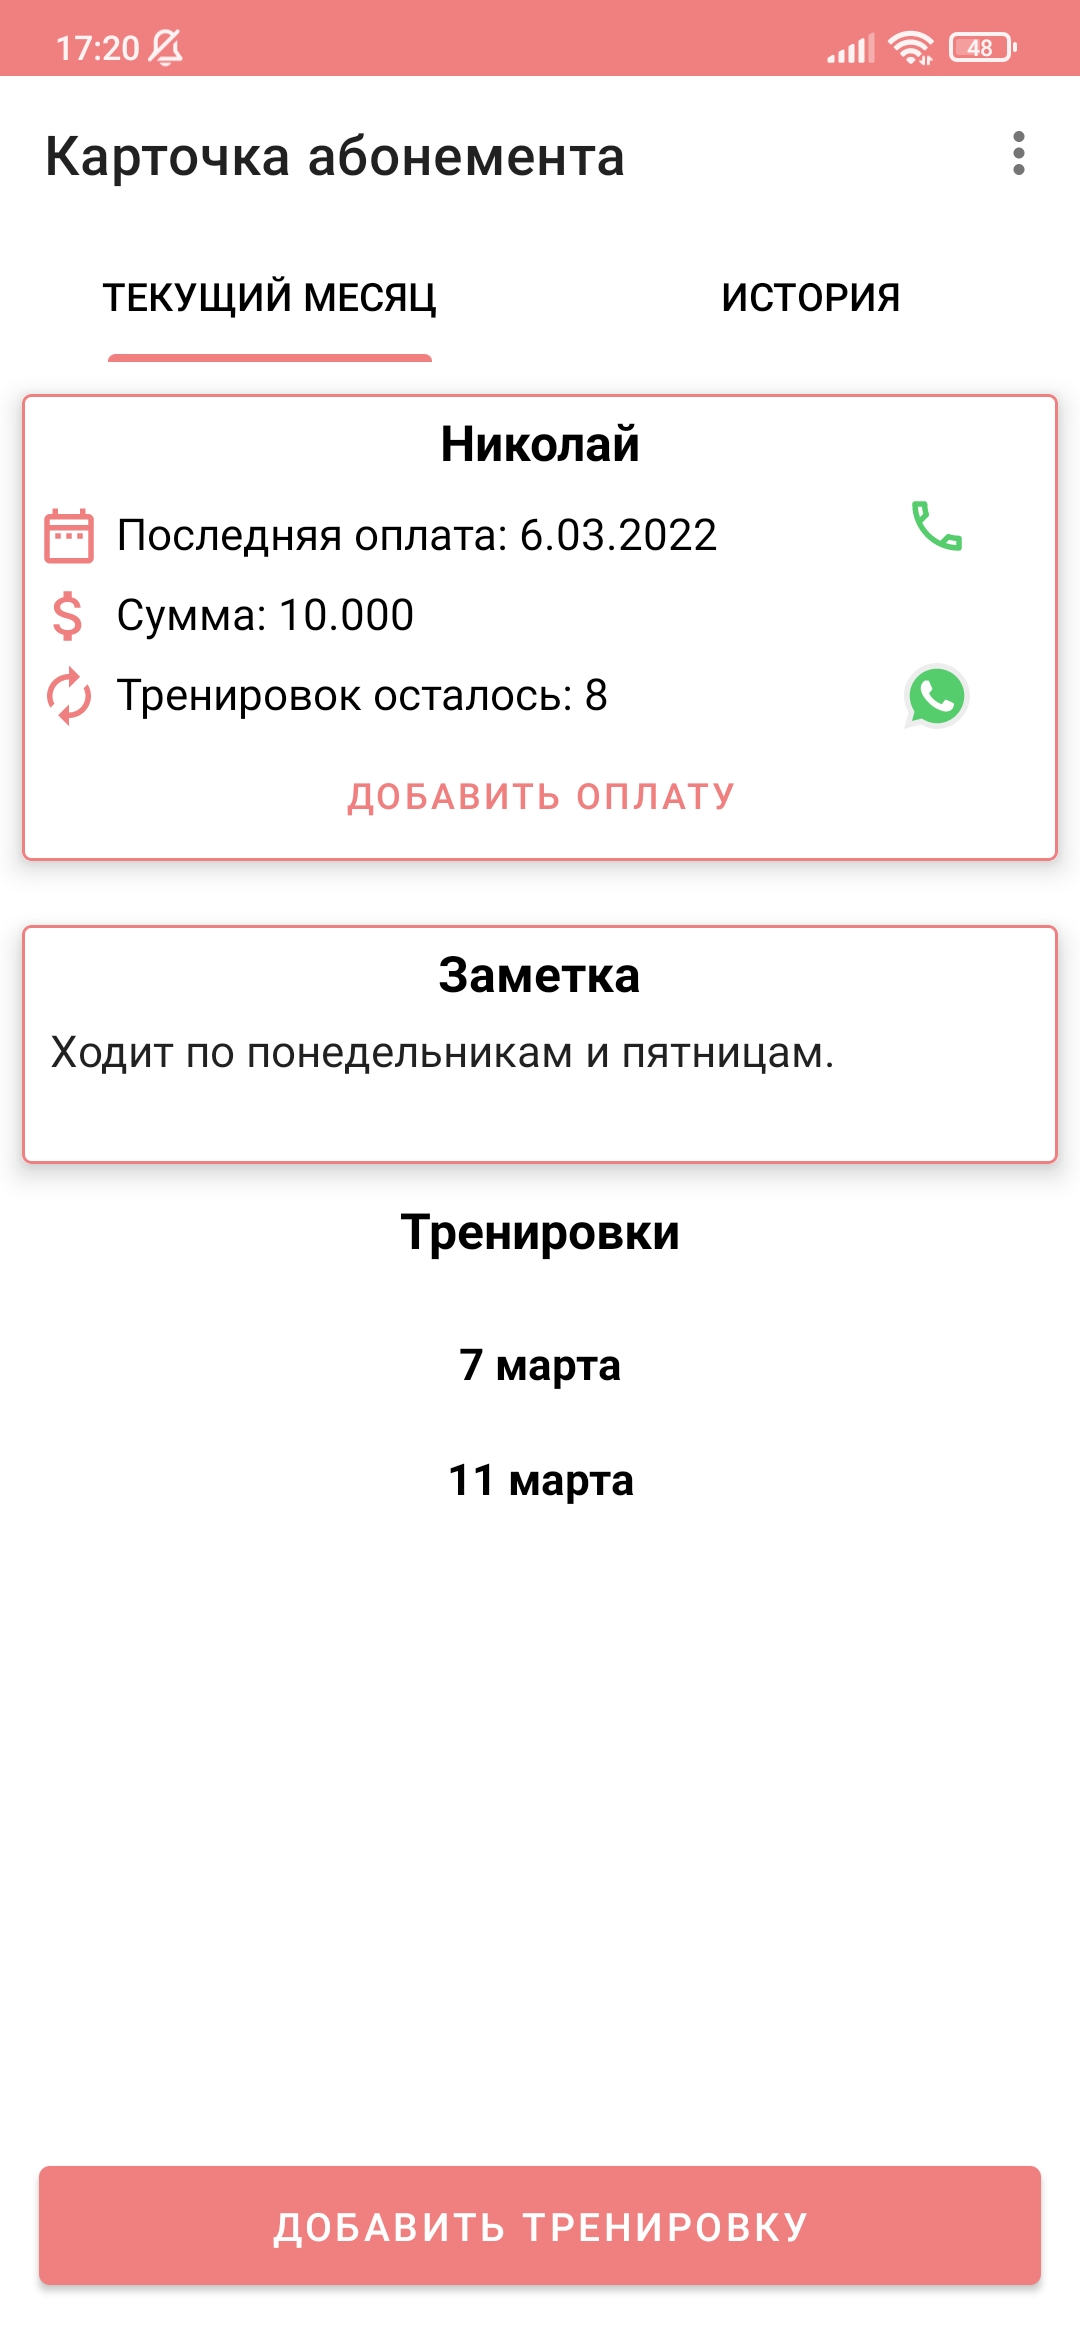 17:20
48
Карточка абонемента
ТЕКУЩИЙ МЕСЯЦ
ИСТОРИЯ
Николай
Последняя оплата: 6.03.2022
Сумма: 10.000
Тренировок осталось: 8
ДОБАВИТЬ ОПЛАТУ
Заметка
Ходит по понедельникам и пятницам.
Тренировки
7 марта
11 марта
ДОБАВИТЬ ТРЕНИРОВКУ